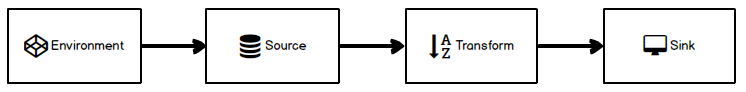 Environment
Source
A
Z
Transform
Sink